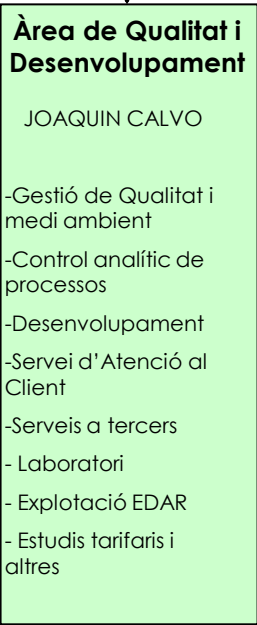 Àrea de Qualitat i
Desenvolupament
JOAQUIN CALVO
-Gestió de Qualitat i
medi ambient
-Control analític de
processos
-Desenvolupament
-Servei d’Atenció al
Client
-Serveis a tercers
- Laboratori
- Explotació EDAR
- Estudis tarifaris i
altres